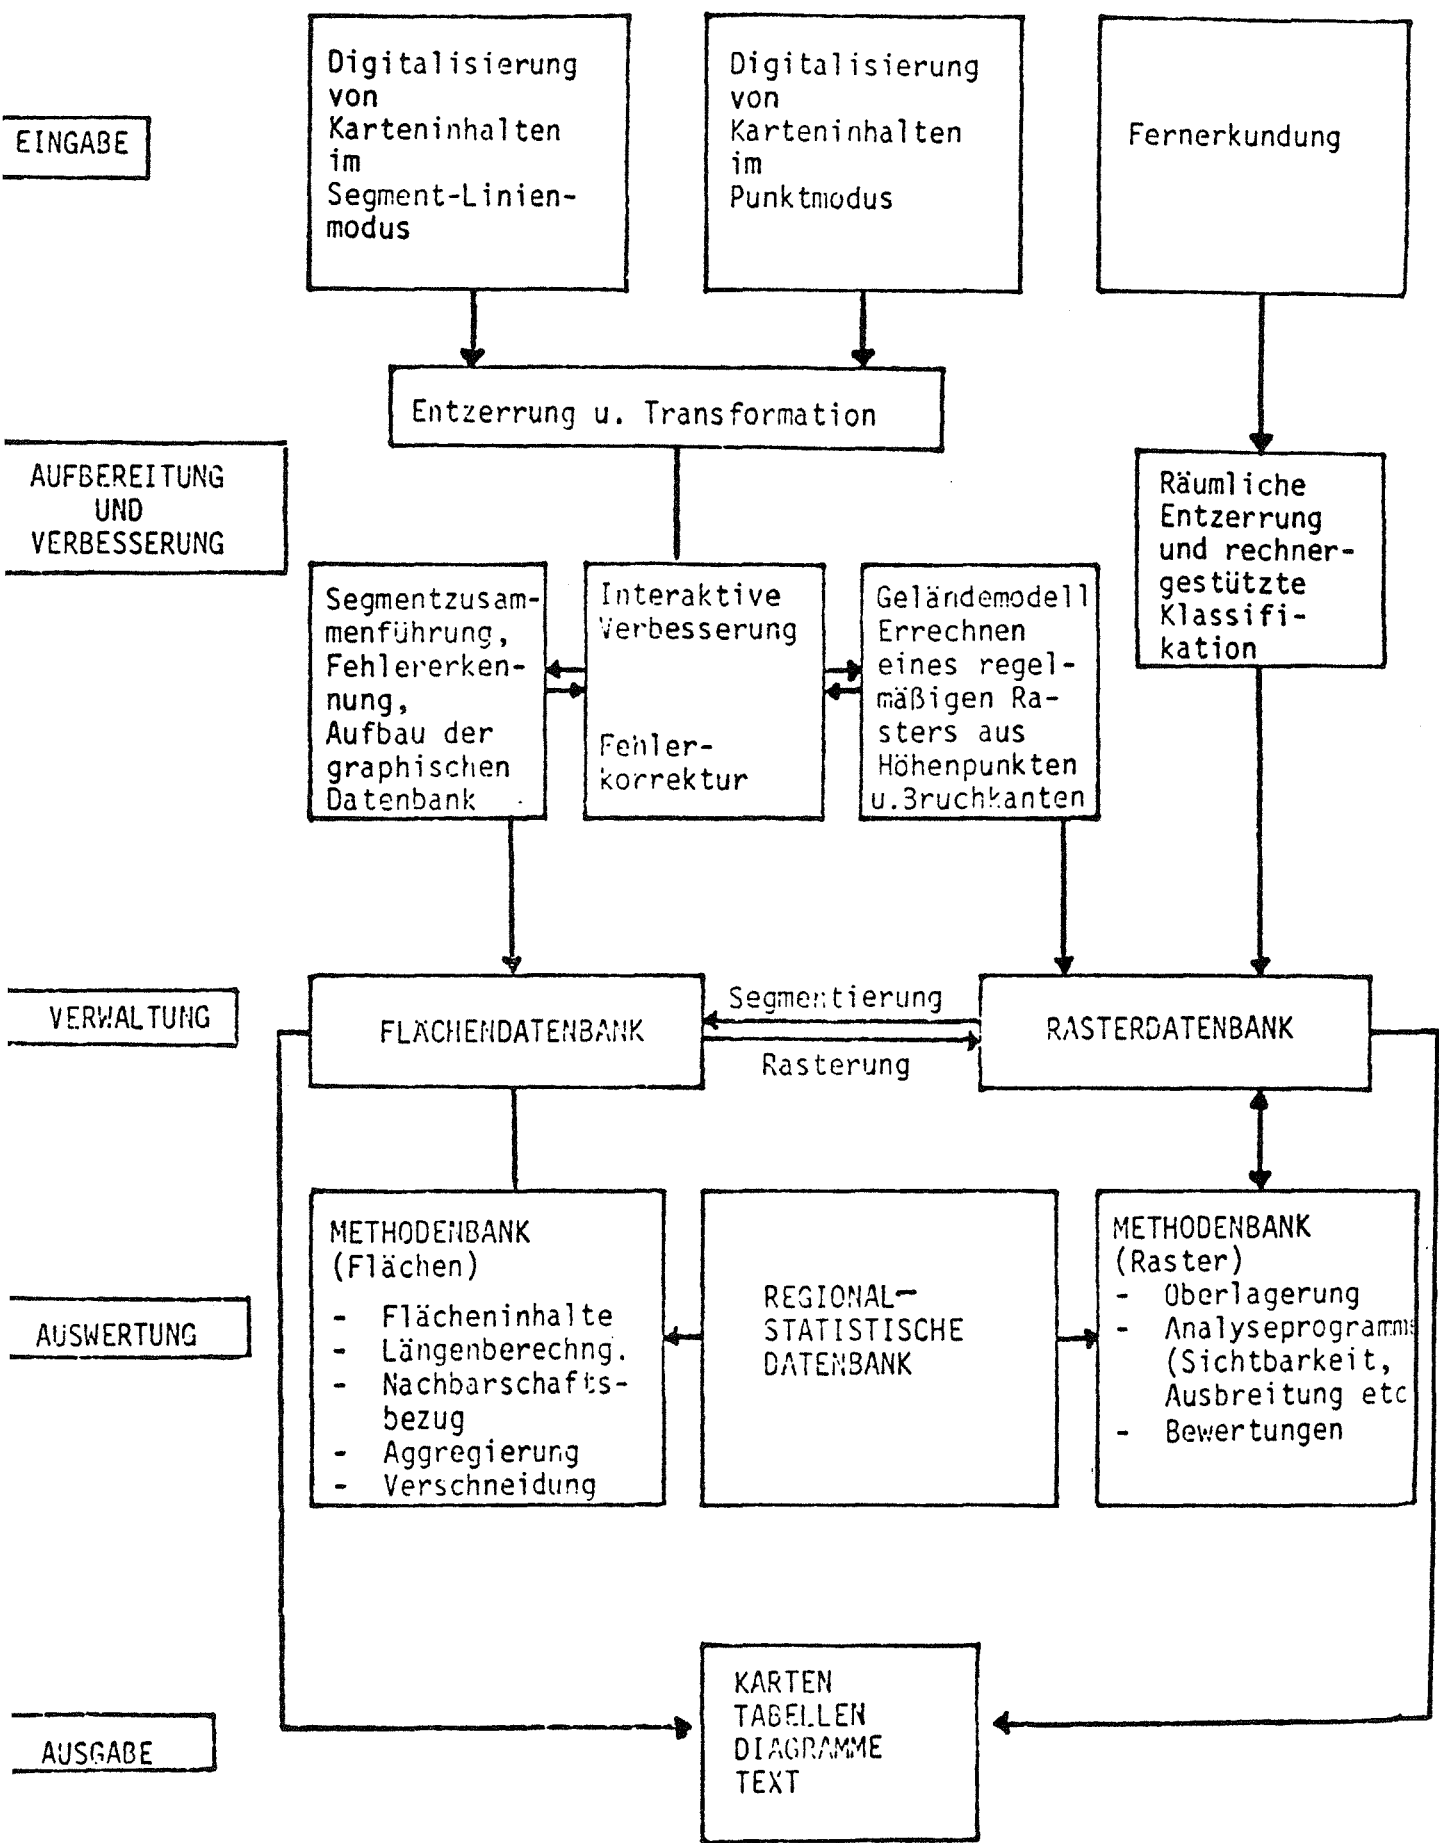 EINGABE
Digitalisierung
von
Karteninhalten
im
Segment-Linien-
modus
Digitalisierung
von
Karteninhalten
im
Punktmodus
Fernerkundung
Entzerrung u. Transformation
AUFBEREITUNG
UND
VERBESSERUNG
Räumliche
Entzerrung
und rechner-
gestützte
Klassifi-
kation
Segmentzusam-
menführung,
Fehlererken-
nung,
Aufbau der
graphischen
Datenbank
Interaktive
Verbesserung
Fehler-
korrektur
Geländemodell
Errechnen
eines regel-
mäßigen Ra-
sters aus
Höhenpunkten
u.Bruchkanten
VERWALTUNG
FLÄCHENDATENBANK
Segmentierung
Rasterung
RASTERDATENBANK
AUSWERTUNG
METHODENBANK
(Flächen)
- Flächeninhalte
- Längenberechng.
- Nachbarschafts-
bezug
- Aggregierung
- Verschneidung
REGIONAL-
STATISTISCHE
DATENBANK
METHODENBANK
(Raster)
- Überlagerung
- Analyseprogramme
(Sichtbarkeit,
Ausbreitung etc
- Bewertungen
AUSGABE
KARTEN
TABELLEN
DIAGRAMME
TEXT